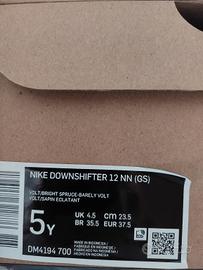 NIKE DOWNSHIFTER 12 NN (GS)
VOLT/BRIGHT SPRUCE-BARELY VOLT
VOLT/SAPIN ECLATANT
5Y
UK 4.5 CM 23.5
BR 35.5 EUR 37.5
DM4194 700
MADE IN INDONESIA /